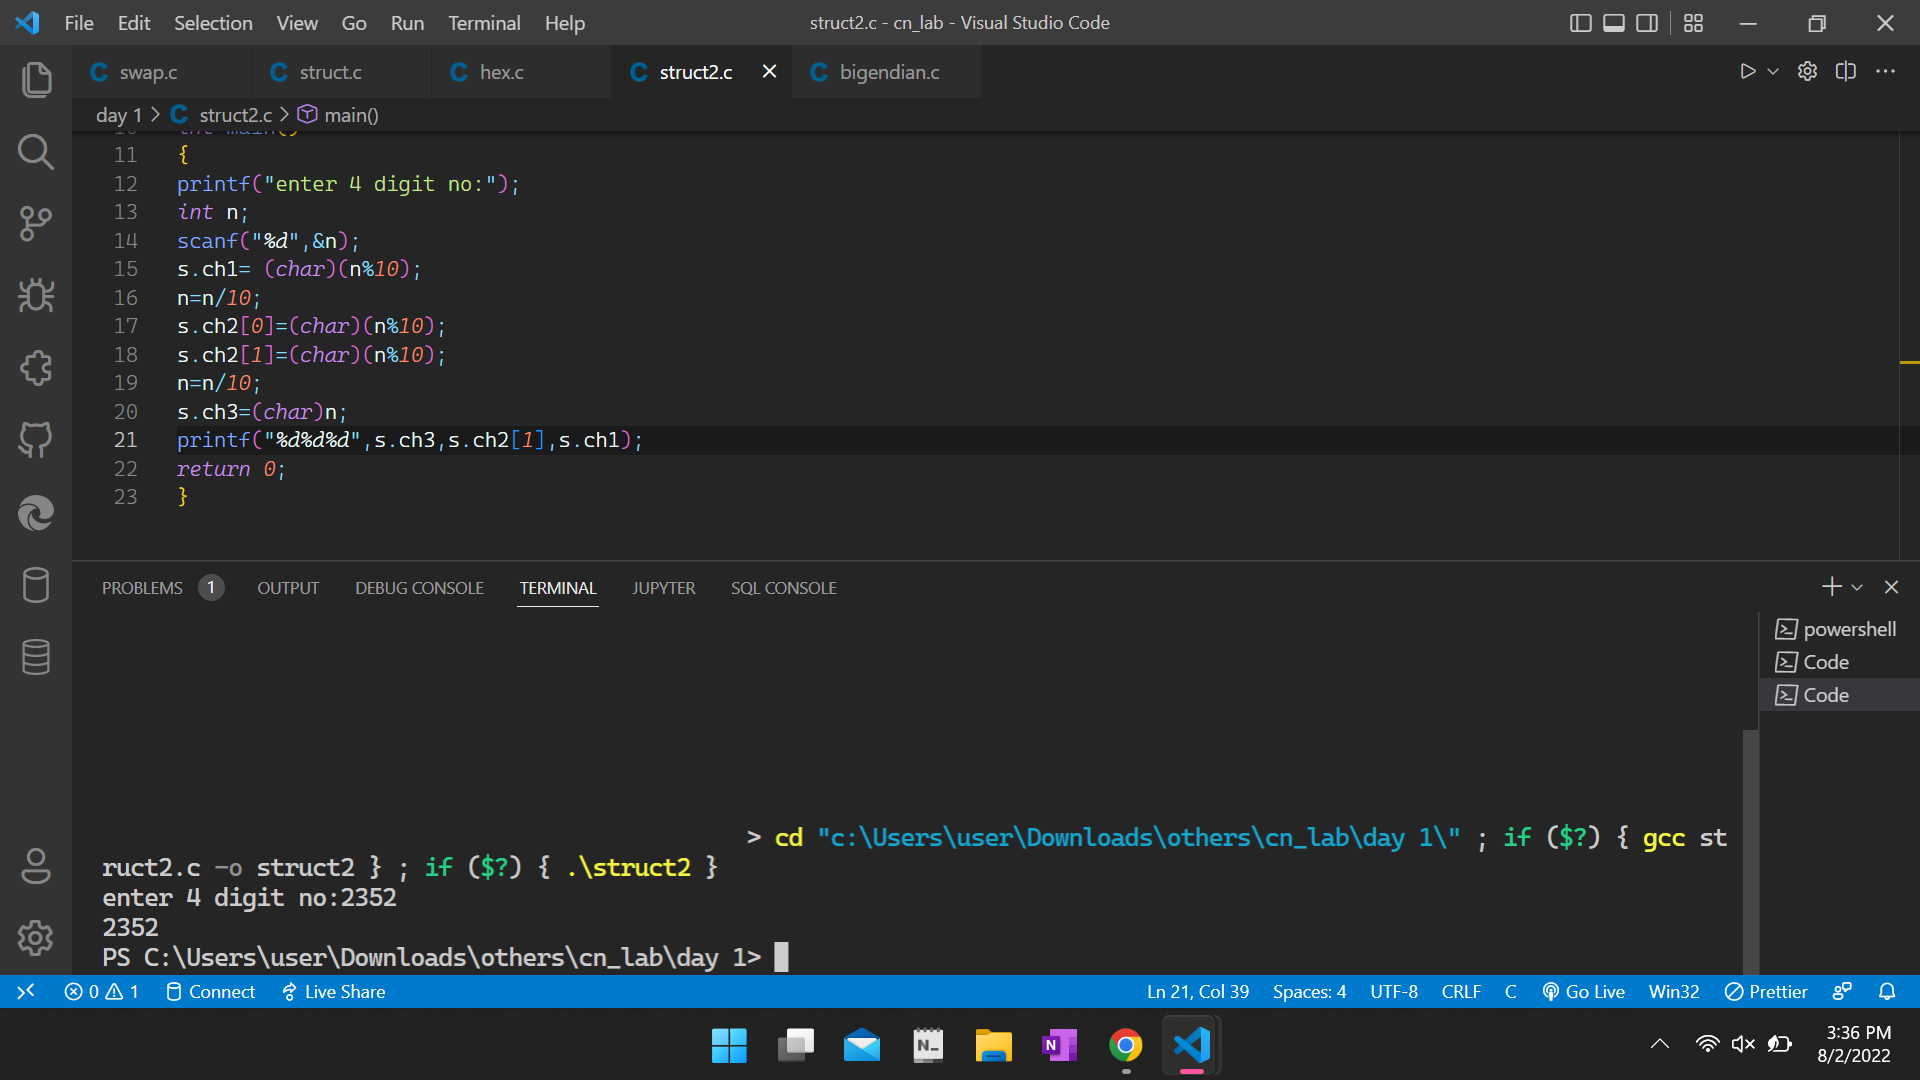 File Edit Selection View Go Run Terminal Help struct2.c - cn_lab - Visual Studio Code
C swap.c C struct.c C hex.c C struct2.c C bigendian.c
day 1 > C struct2.c > main()
10 int main()
11 {
12 printf("enter 4 digit no:");
13 int n;
14 scanf("%d",&n);
15 s.ch1= (char)(n%10);
16 n=n/10;
17 s.ch2[0]=(char)(n%10);
18 s.ch2[1]=(char)(n%10);
19 n=n/10;
20 s.ch3=(char)n;
21 printf("%d%d%d",s.ch3,s.ch2[1],s.ch1);
22 return 0;
23 }
PROBLEMS 1 OUTPUT DEBUG CONSOLE TERMINAL JUPYTER SQL CONSOLE
powershell
Code
Code
> cd "c:\Users\user\Downloads\others\cn_lab\day 1\" ; if ($?) { gcc st
ruct2.c -o struct2 } ; if ($?) { .\struct2 }
enter 4 digit no:2352
2352
PS C:\Users\user\Downloads\others\cn_lab\day 1>
0 1 Connect Live Share Ln 21, Col 39 Spaces: 4 UTF-8 CRLF C Go Live Win32 Prettier
3:36 PM
8/2/2022